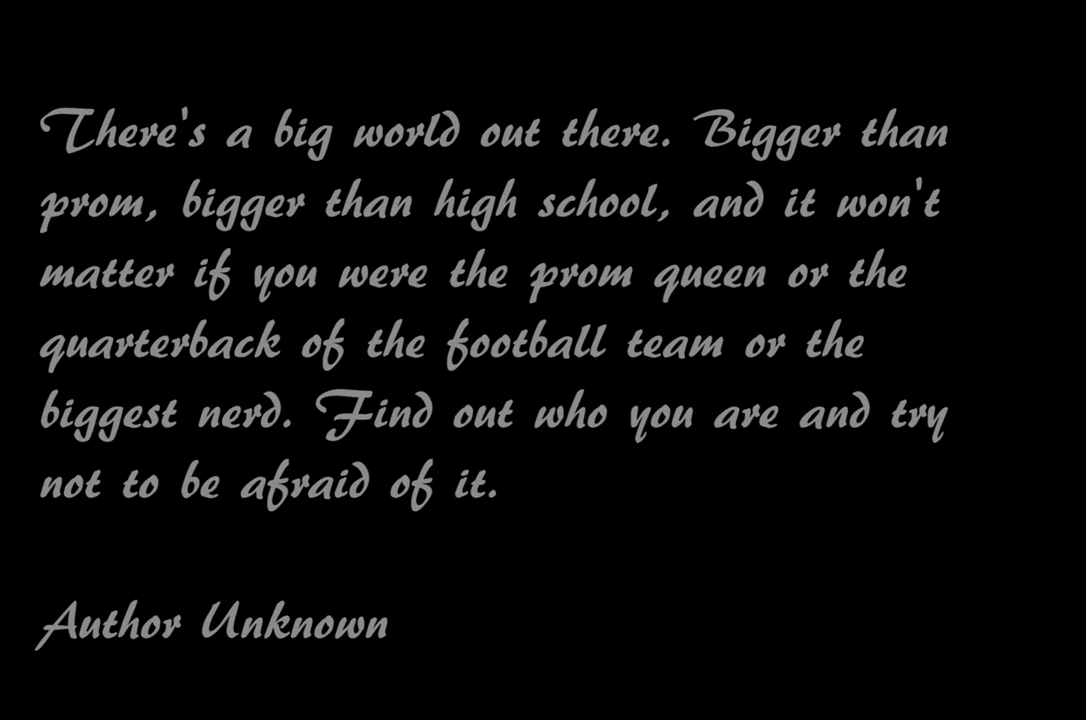 There's a big world out there. Bigger than
prom, bigger than high school, and it won't
matter if you were the prom queen or the
quarterback of the football team or the
biggest nerd. Find out who you are and try
not to be afraid of it.
Author Unknown